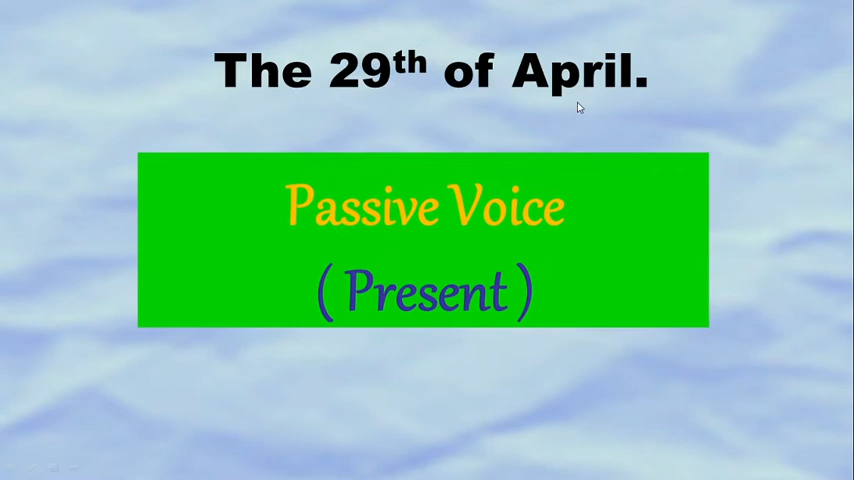 The 29th of April.
Passive Voice
( Present )